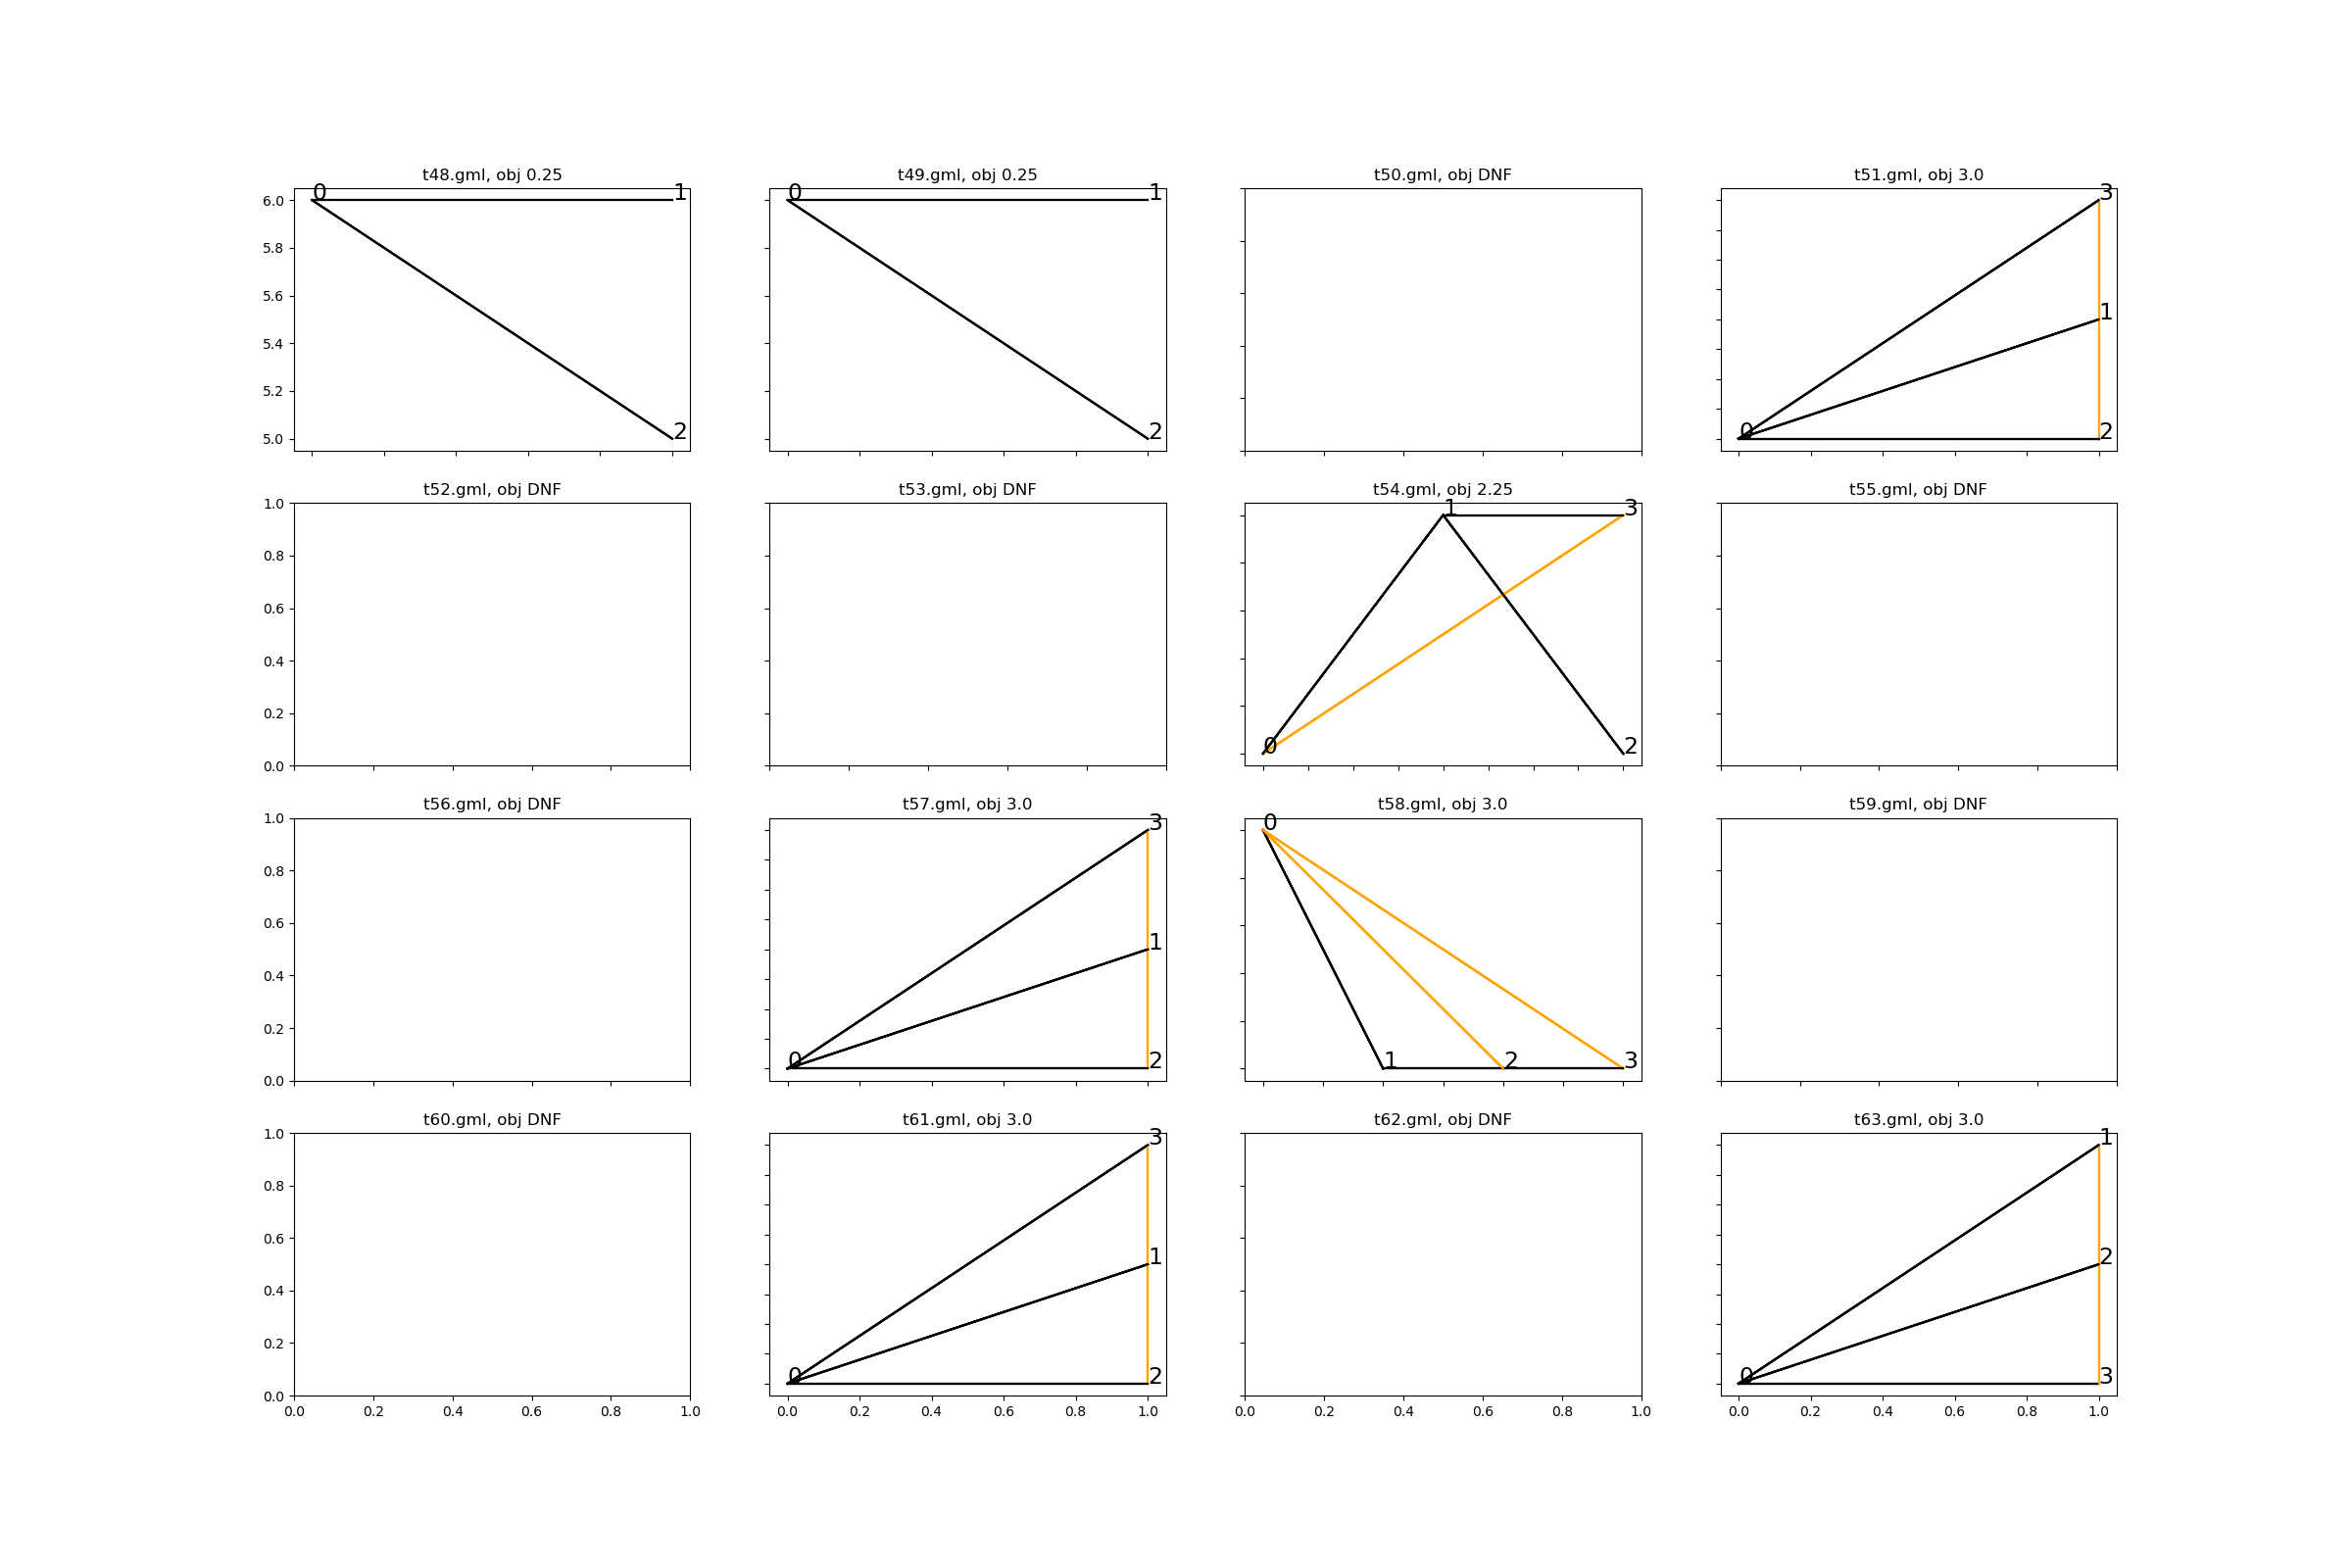 t48.gml, obj 0.25
t49.gml, obj 0.25
t50.gml, obj DNF
t51.gml, obj 3.0
6.0
5.8
5.6
5.4
5.2
5.0
0
1
2
0
1
2
3
1
0
2
t52.gml, obj DNF
t53.gml, obj DNF
t54.gml, obj 2.25
t55.gml, obj DNF
1.0
0.8
0.6
0.4
0.2
0.0
1
3
0
2
t56.gml, obj DNF
t57.gml, obj 3.0
t58.gml, obj 3.0
t59.gml, obj DNF
1.0
0.8
0.6
0.4
0.2
0.0
3
1
0
2
0
1
2
3
t60.gml, obj DNF
t61.gml, obj 3.0
t62.gml, obj DNF
t63.gml, obj 3.0
1.0
0.8
0.6
0.4
0.2
0.0
3
1
0
2
1
2
0
3
0.0 0.2 0.4 0.6 0.8 1.0
0.0 0.2 0.4 0.6 0.8 1.0
0.0 0.2 0.4 0.6 0.8 1.0
0.0 0.2 0.4 0.6 0.8 1.0